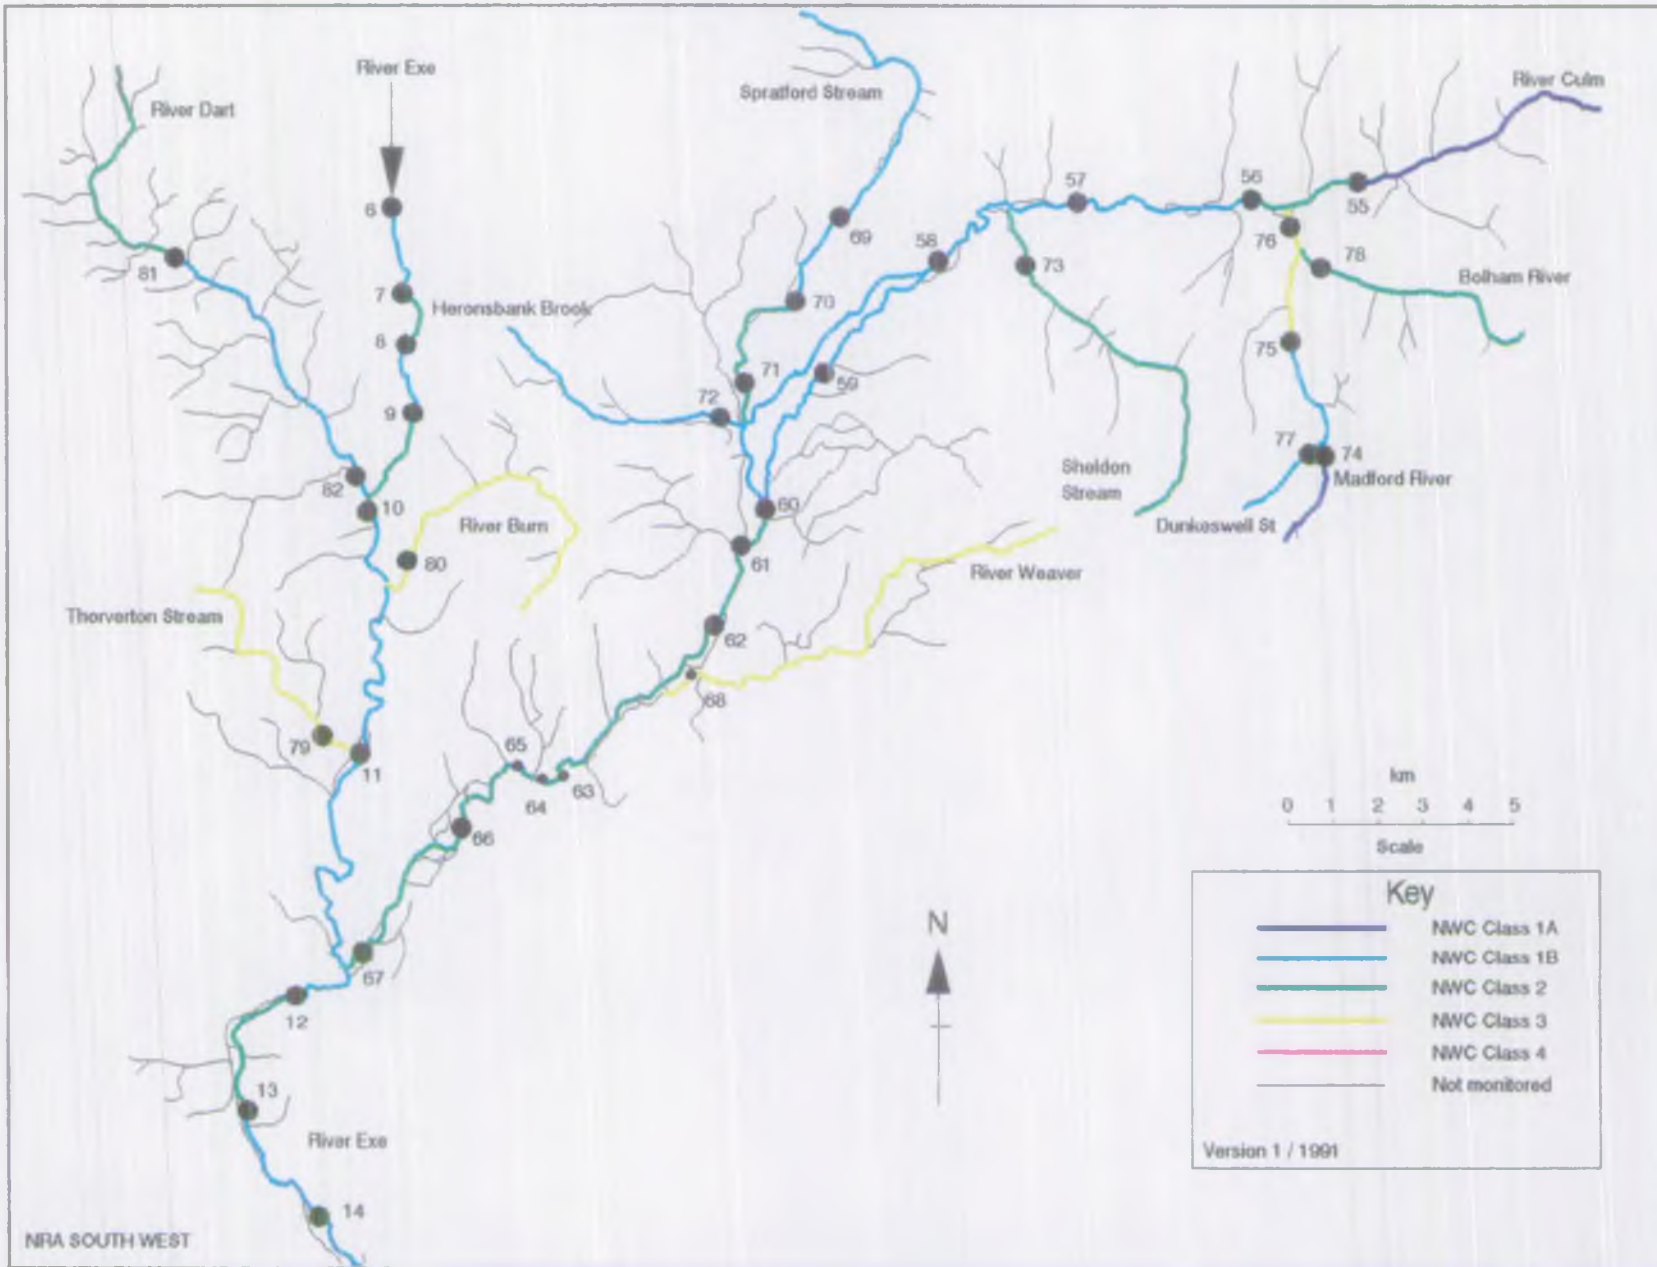 River Exe
River Culm
Spratford Stream
River Dart
57
56
55
6
58
69
76
78
81
73
Bolham River
7
70
Heronsbank Brook
8
75
71
59
72
9
77
74
Sheldon
Stream
Madford River
82
10
60
River Burn
Dunkeswell St
80
61
River Weaver
Thorverton Stream
62
68
79
65
11
63
km
64
0 1 2 3 4 5
66
Scale
Key
N
NWC Class 1A
NWC Class 1B
67
NWC Class 2
12
NWC Class 3
NWC Class 4
Not monitored
13
River Exe
Version 1 / 1991
14
NRA SOUTH WEST